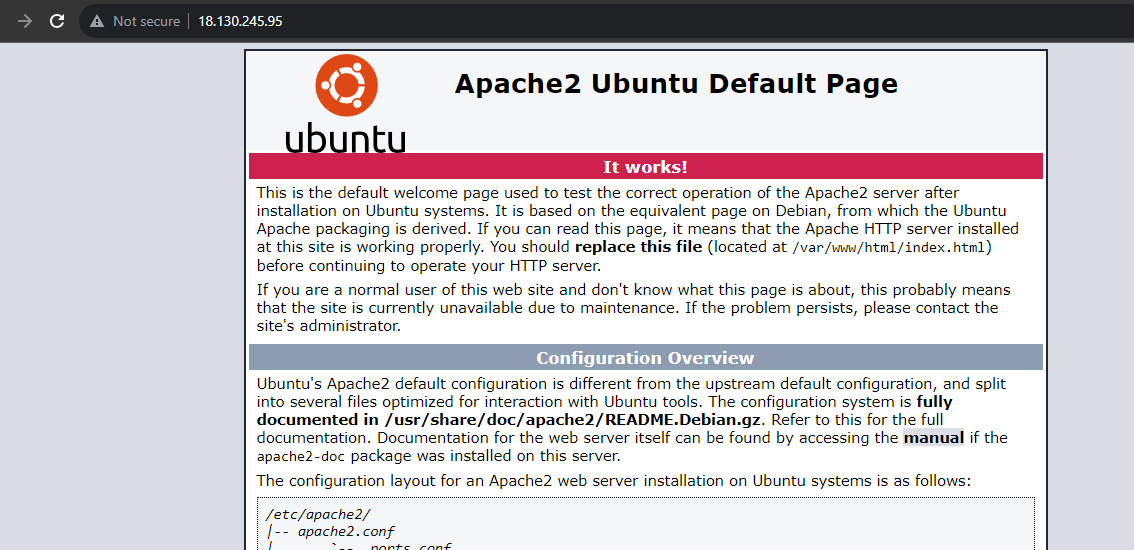 Not secure 18.130.245.95
ubuntu
Apache2 Ubuntu Default Page
It works!
This is the default welcome page used to test the correct operation of the Apache2 server after
installation on Ubuntu systems. It is based on the equivalent page on Debian, from which the Ubuntu
Apache packaging is derived. If you can read this page, it means that the Apache HTTP server installed
at this site is working properly. You should replace this file (located at /var/www/html/index.html)
before continuing to operate your HTTP server.
If you are a normal user of this web site and don't know what this page is about, this probably means
that the site is currently unavailable due to maintenance. If the problem persists, please contact the
site's administrator.
Configuration Overview
Ubuntu's Apache2 default configuration is different from the upstream default configuration, and split
into several files optimized for interaction with Ubuntu tools. The configuration system is fully
documented in /usr/share/doc/apache2/README.Debian.gz. Refer to this for the full
documentation. Documentation for the web server itself can be found by accessing the manual if the
apache2-doc package was installed on this server.
The configuration layout for an Apache2 web server installation on Ubuntu systems is as follows:
/etc/apache2/
|-- apache2.conf
| `-- ports.conf